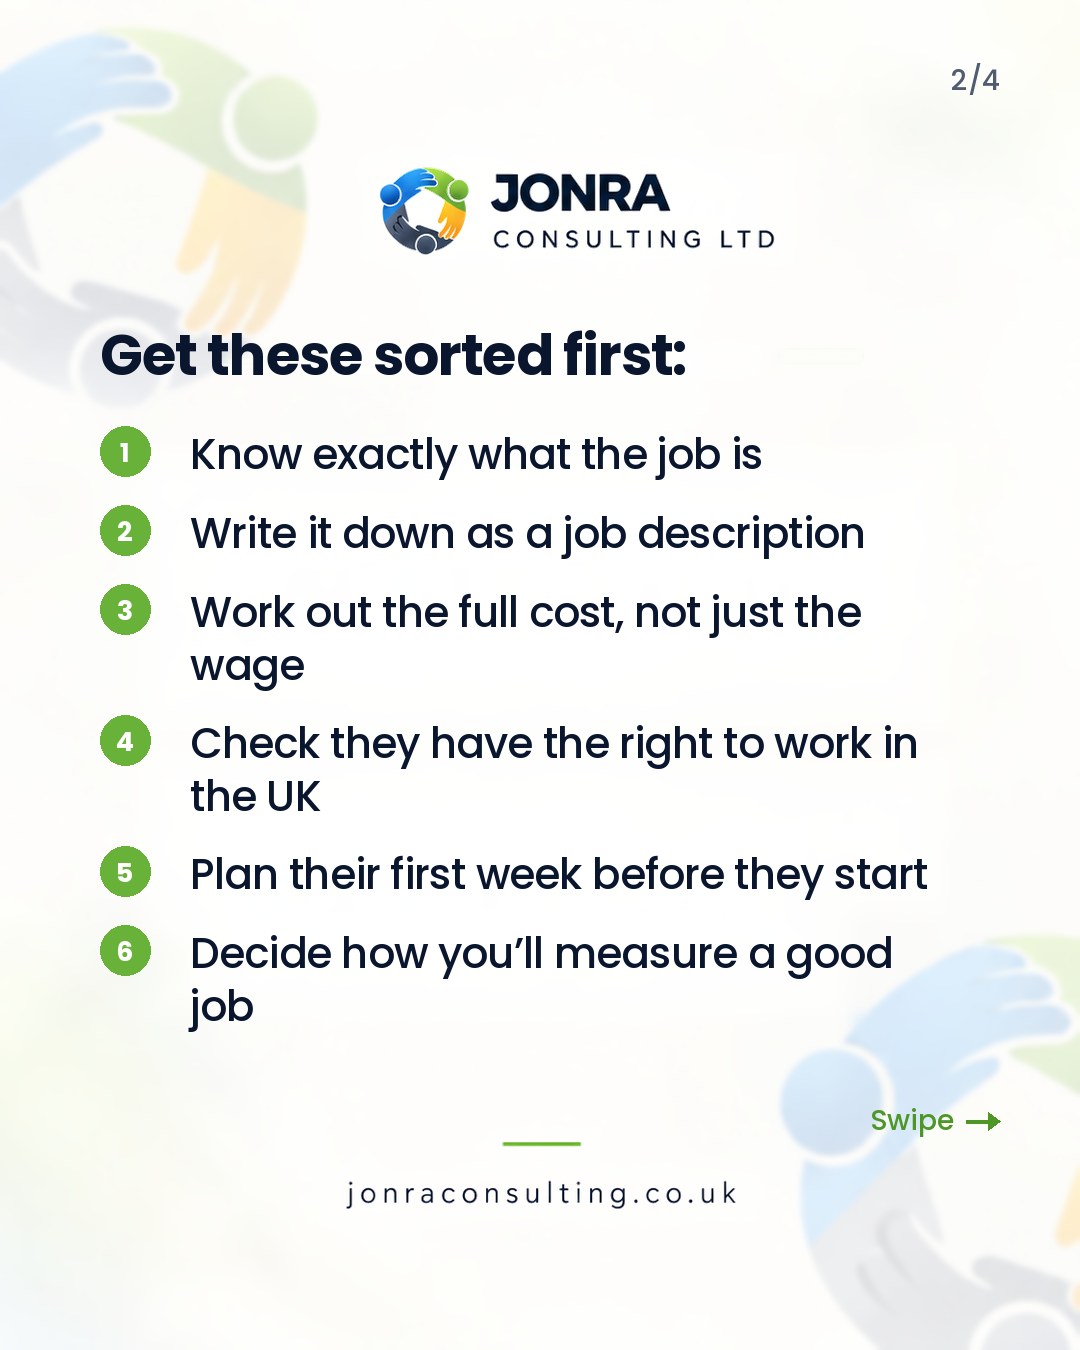 2/4
JONRA
CONSULTING LTD
Get these sorted first:
1 Know exactly what the job is
2 Write it down as a job description
3 Work out the full cost, not just the
wage
4 Check they have the right to work in
the UK
5 Plan their first week before they start
6 Decide how you’ll measure a good
job
Swipe →
jonraconsulting.co.uk